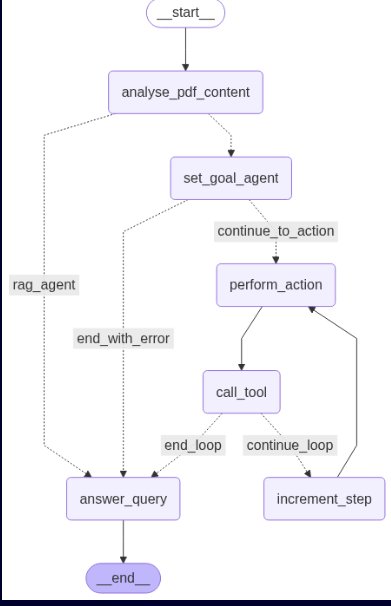 __start__
analyse_pdf_content
set_goal_agent
continue_to_action
rag_agent
perform_action
end_with_error
call_tool
end_loop
continue_loop
answer_query
increment_step
__end__